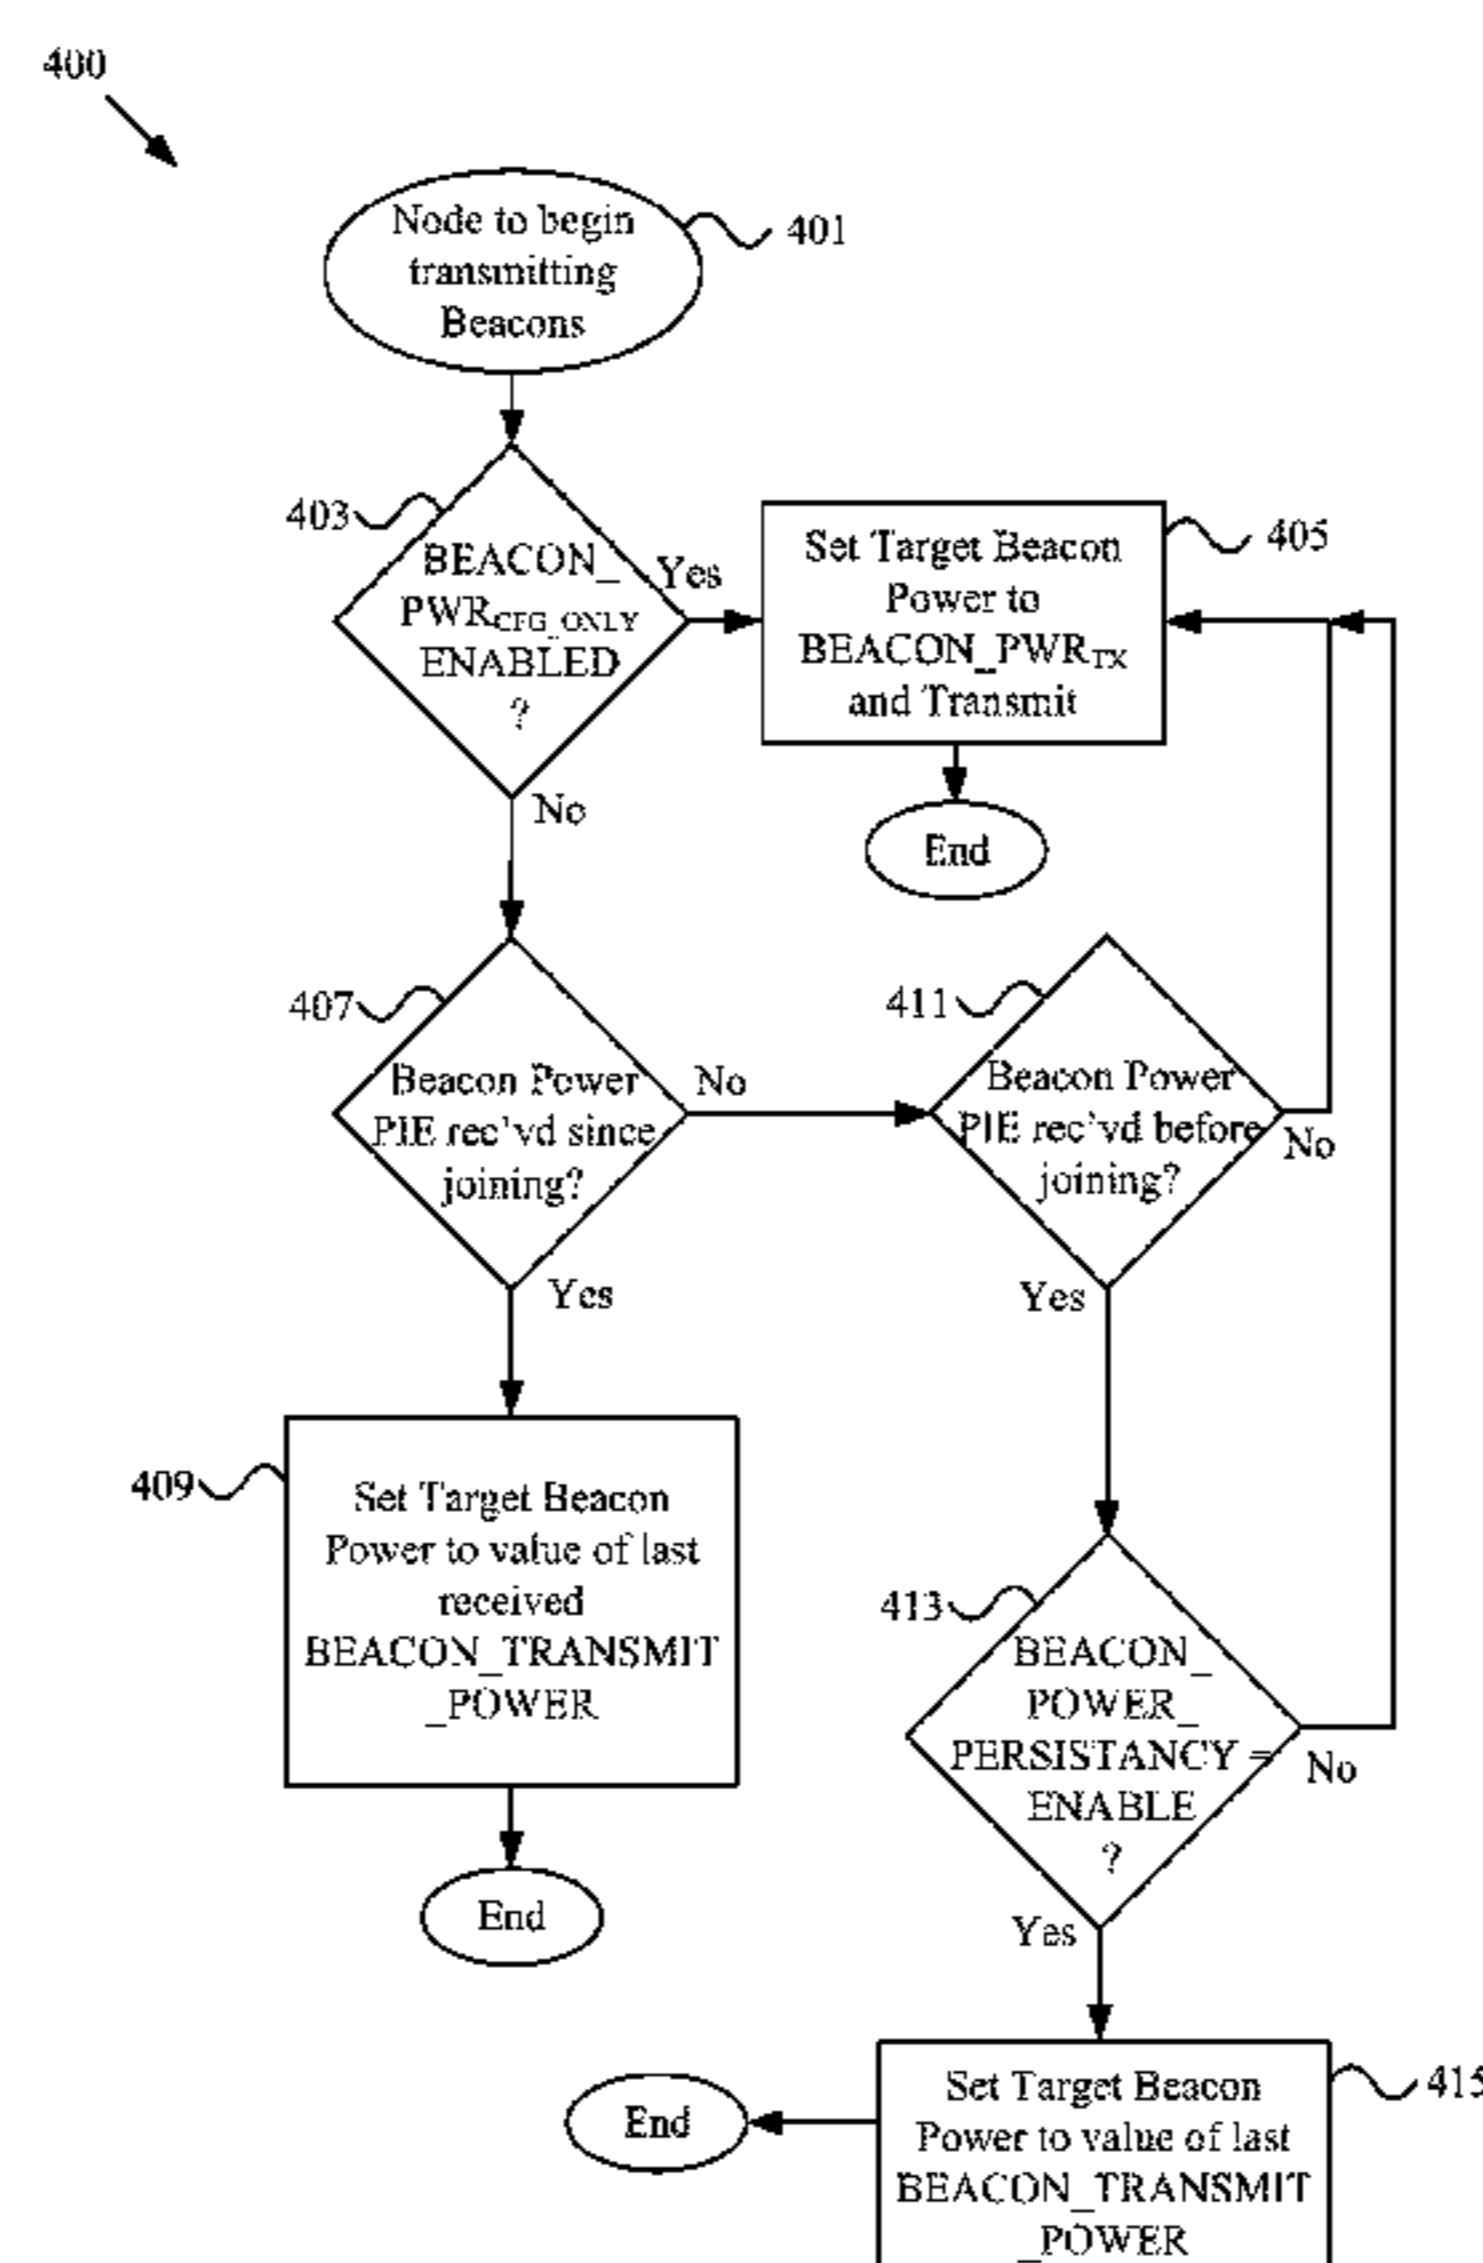 400
Node to begin
transmitting
Beacons
401
403
BEACON_
PWRCFG_ONLY
ENABLED
?
Yes
No
Set Target Beacon
Power to
BEACON_PWRTX
and Transmit
405
End
407
Beacon Power
PIE rec'vd since
joining?
No
Yes
411
Beacon Power
PIE rec'vd before
joining?
No
Yes
409
Set Target Beacon
Power to value of last
received
BEACON_TRANSMIT
_POWER
End
413
BEACON_
POWER_
PERSISTANCY =
ENABLE
?
No
Yes
Set Target Beacon
Power to value of last
BEACON_TRANSMIT
_POWER
415
End